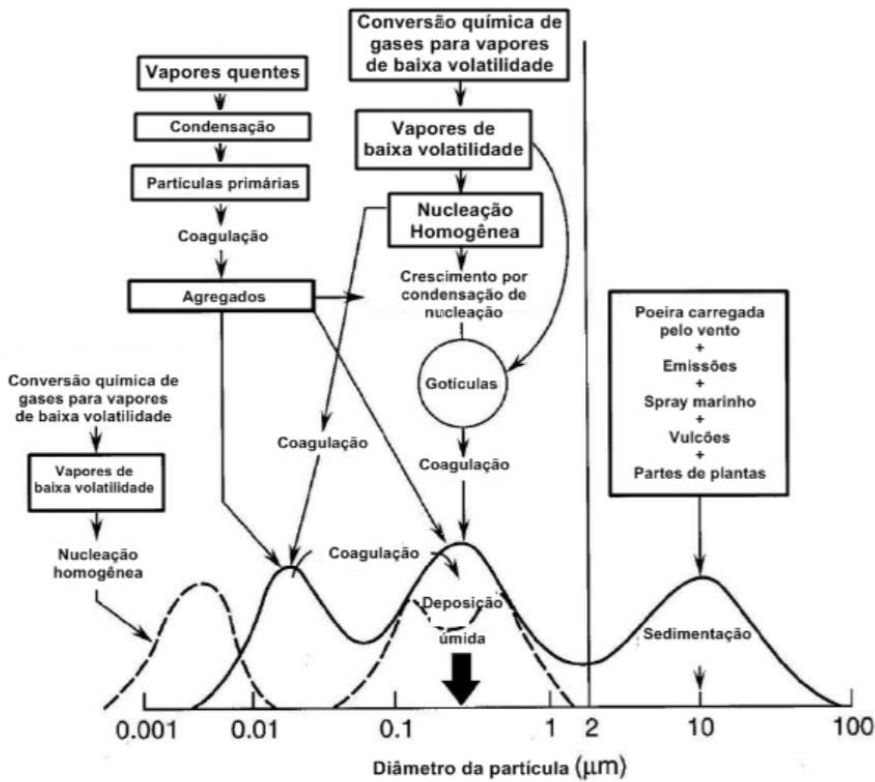 Conversão química de
gases para vapores
de baixa volatilidade
Vapores quentes
Condensação
Partículas primárias
Coagulação
Agregados
Vapores de
baixa volatilidade
Nucleação
Homogênea
Crescimento por
condensação de
nucleação
Gotículas
Coagulação
Coagulação
Poeira carregada
pelo vento
+
Emissões
+
Spray marinho
+
Vulcões
+
Partes de plantas
Conversão química de
gases para vapores
de baixa volatilidade
Vapores de
baixa volatilidade
Nucleação
homogênea
Coagulação
Deposição
úmida
Sedimentação
0.001 0.01 0.1 1 2 10 100
Diâmetro da partícula (μm)